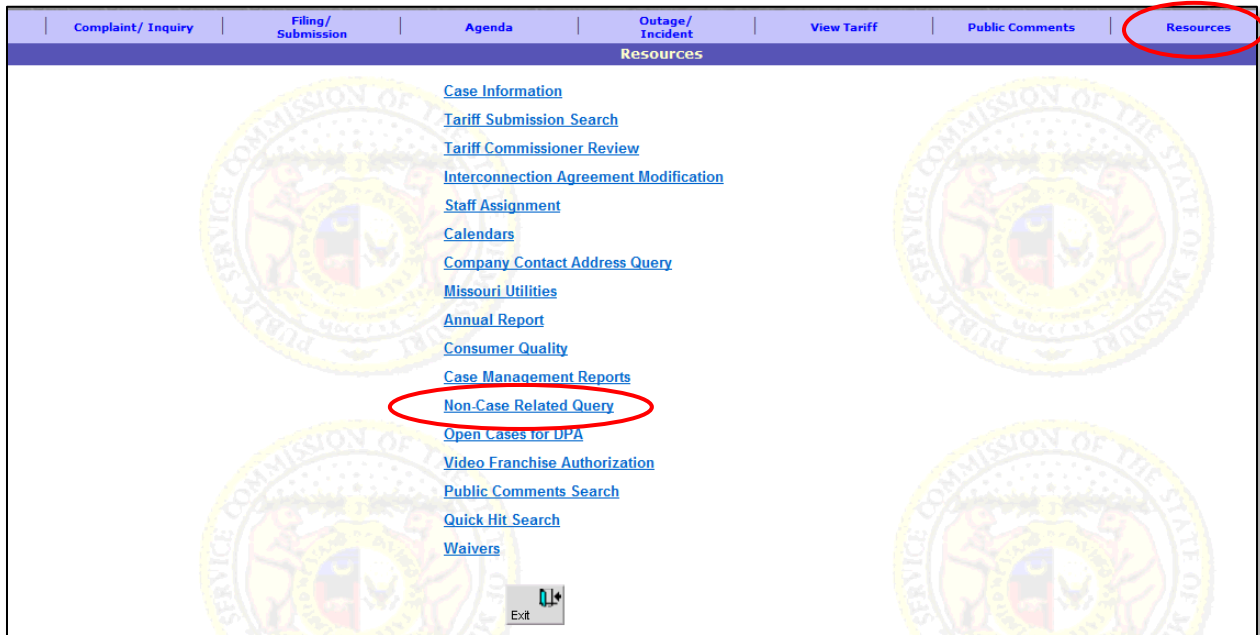 Complaint/ Inquiry
Filing/
Submission
Agenda
Outage/
Incident
View Tariff
Public Comments
Resources
Resources
Case Information
Tariff Submission Search
Tariff Commissioner Review
Interconnection Agreement Modification
Staff Assignment
Calendars
Company Contact Address Query
Missouri Utilities
Annual Report
Consumer Quality
Case Management Reports
Non-Case Related Query
Open Cases for DPA
Video Franchise Authorization
Public Comments Search
Quick Hit Search
Waivers
Exit